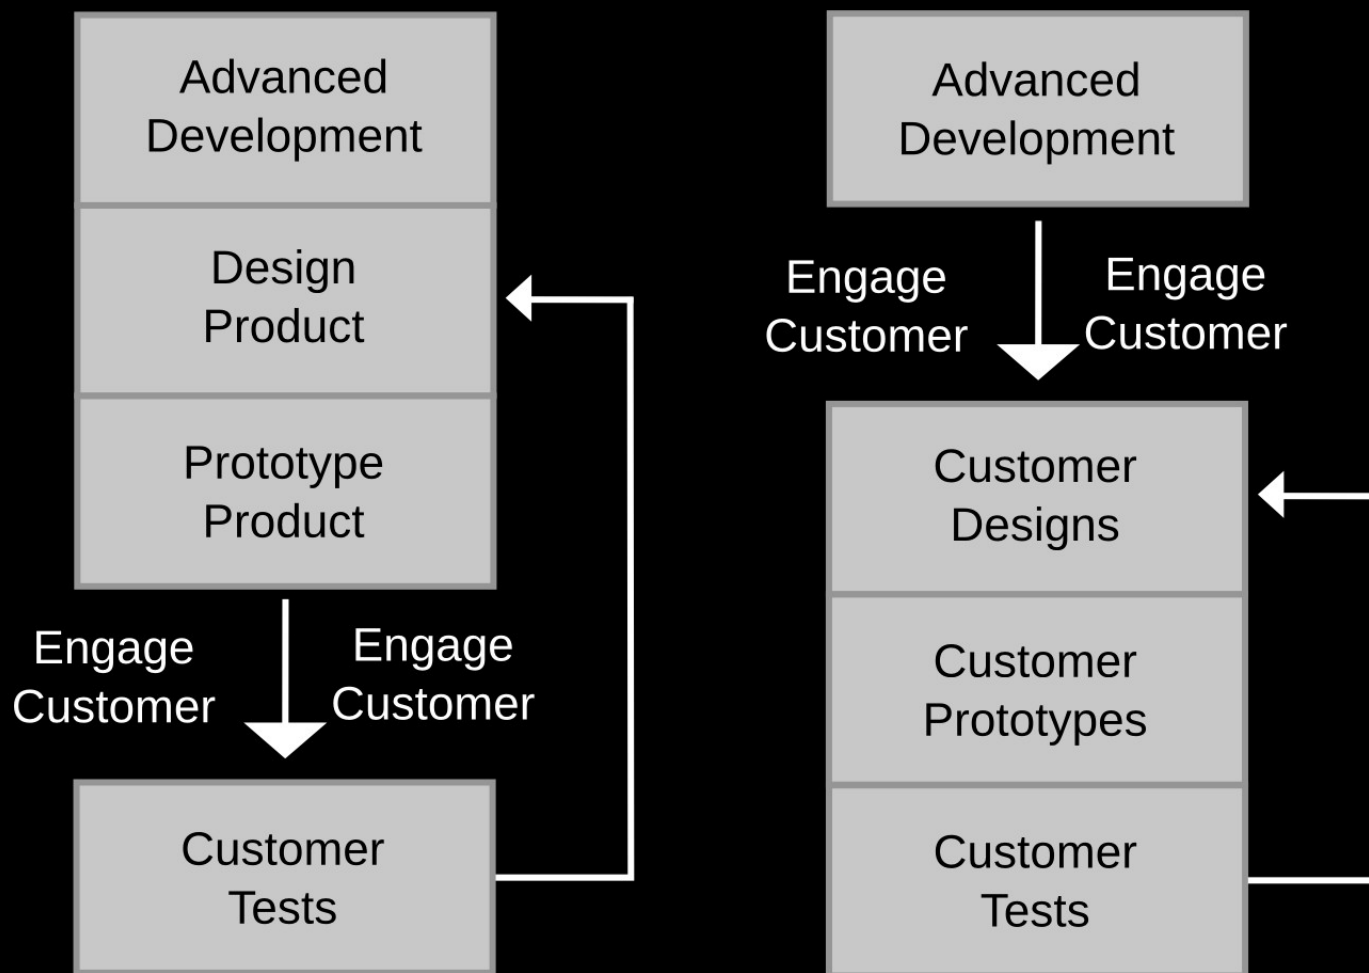 Advanced
Development
Design
Product
Prototype
Product
Engage
Customer
Engage
Customer
Customer
Tests
Advanced
Development
Engage
Customer
Engage
Customer
Customer
Designs
Customer
Prototypes
Customer
Tests